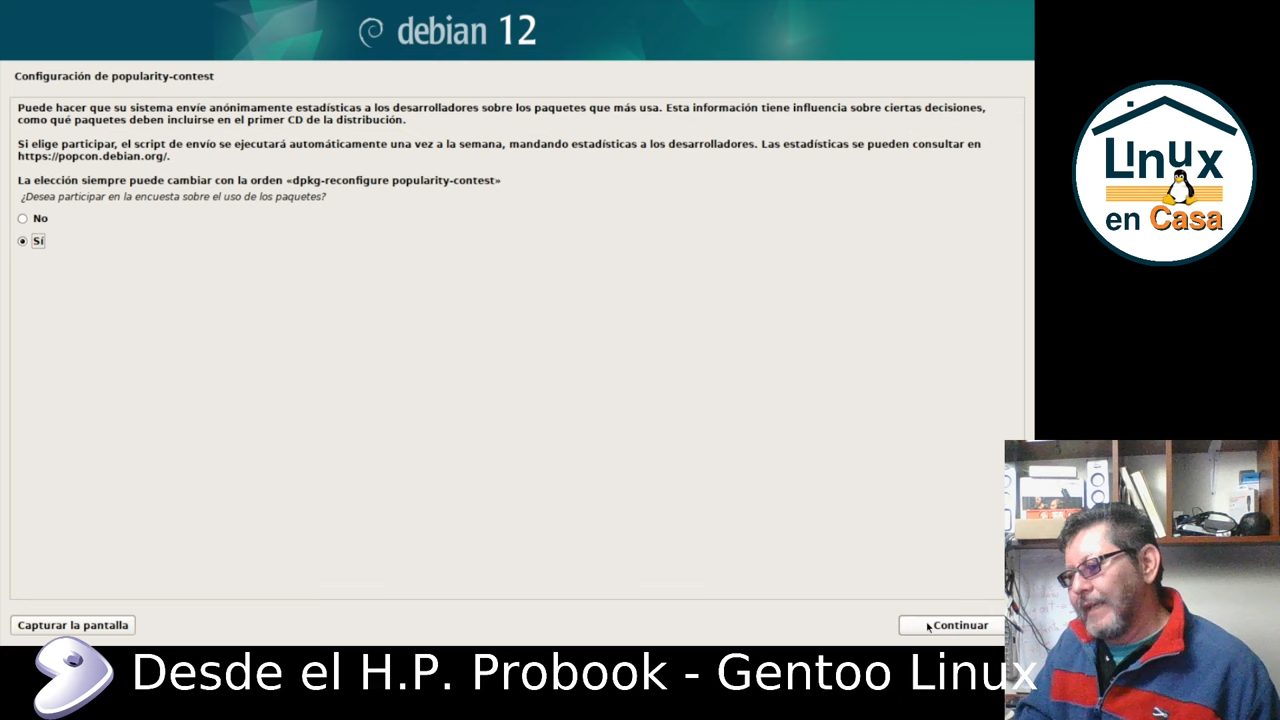 debian 12
Configuración de popularity-contest
Puede hacer que su sistema envíe anónimamente estadísticas a los desarrolladores sobre los paquetes que más usa. Esta información tiene influencia sobre ciertas decisiones,
como qué paquetes deben incluirse en el primer CD de la distribución.
Si elige participar, el script de envío se ejecutará automáticamente una vez a la semana, mandando estadísticas a los desarrolladores. Las estadísticas se pueden consultar en
https://popcon.debian.org/.
La elección siempre puede cambiar con la orden «dpkg-reconfigure popularity-contest»
¿Desea participar en la encuesta sobre el uso de los paquetes?
No
Sí
Capturar la pantalla
Continuar
Linux
en Casa
Desde el H.P. Probook - Gentoo Linux